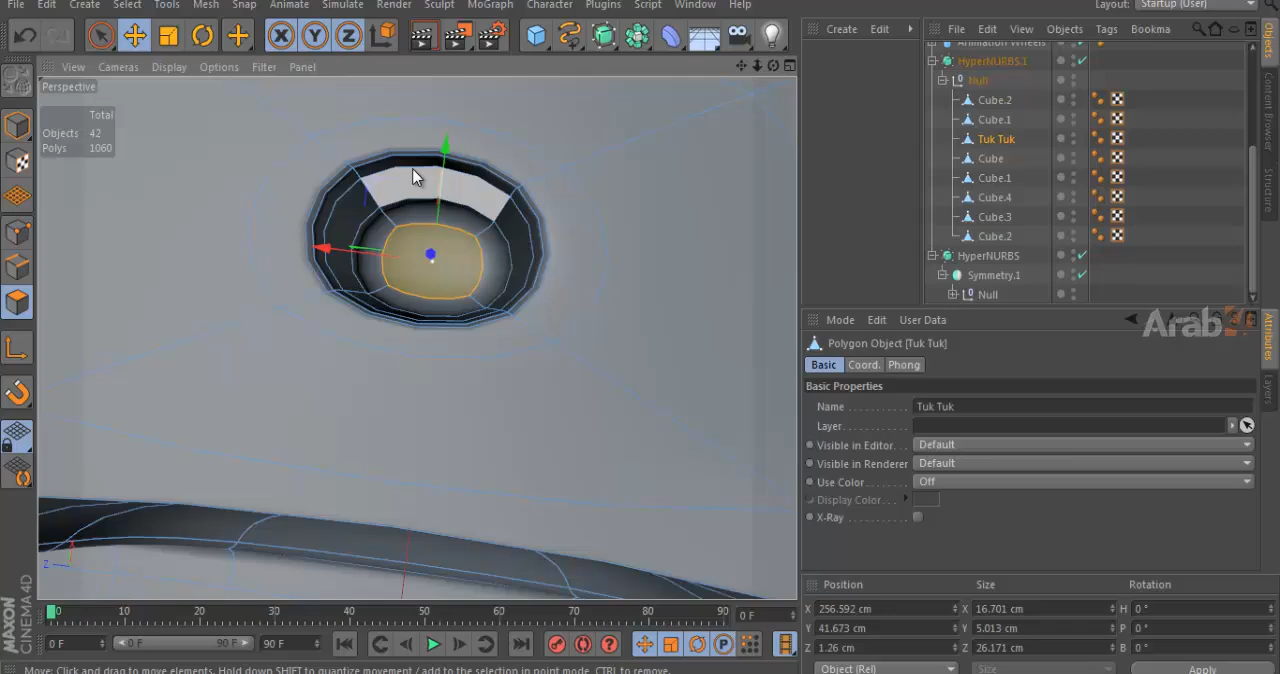 File Edit Create Select Tools Mesh Snap Animate Simulate Render Sculpt MoGraph Character Plugins Script Window Help Layout: Startup (User)
View Cameras Display Options Filter Panel
Create Edit
File Edit View Objects Tags Bookma
Perspective
Total
Objects 42
Polys 1060
Animation Wheels
HyperNURBS.1
Null
Cube.2
Cube.1
Tuk Tuk
Cube
Cube.1
Cube.4
Cube.3
Cube.2
HyperNURBS
Symmetry.1
Null
Objects
Content Browser
Structure
Mode Edit User Data
Arab
Polygon Object [Tuk Tuk]
Basic Coord. Phong
Basic Properties
Name Tuk Tuk
Layer
Visible in Editor Default
Visible in Renderer Default
Use Color Off
Display Color
X-Ray
Attributes
Layers
X
Y
Z
Z
Y
0 10 20 30 40 50 60 70 80 90 0 F
0 F 0 F 90 F 90 F
P
Position Size Rotation
X 256.592 cm X 16.701 cm H 0 °
Y 41.673 cm Y 5.013 cm P 0 °
Z 1.26 cm Z 26.171 cm B 0 °
Object (Rel) Size Apply
MAXON
CINEMA 4D
Move: Click and drag to move elements. Hold down SHIFT to quantize movement / add to the selection in point mode, CTRL to remove.